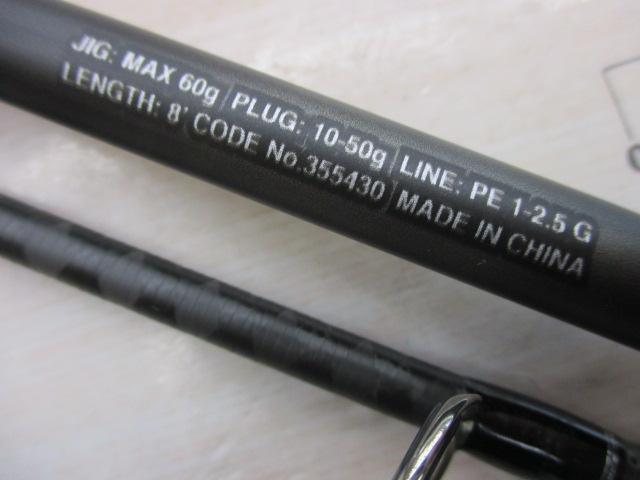 JIG: MAX 60g | PLUG: 10-50g | LINE: PE 1-2.5 G
LENGTH: 8' CODE No.355430 | MADE IN CHINA